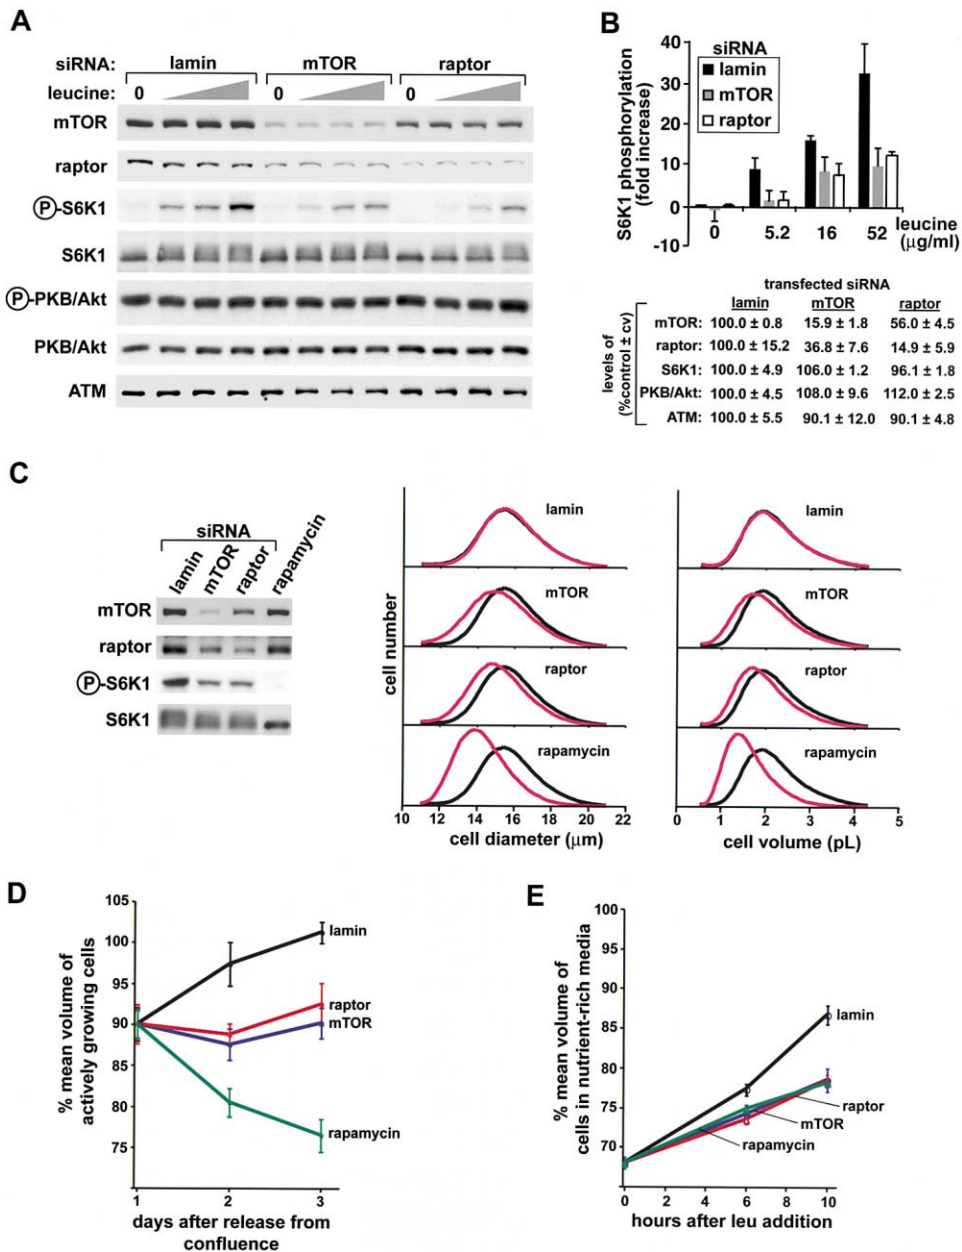 A
siRNA: lamin mTOR raptor
leucine: 0 0 0
mTOR
raptor
P-S6K1
S6K1
P-PKB/Akt
PKB/Akt
ATM
B
S6K1 phosphorylation
(fold increase)
40
30
20
10
0
-10
siRNA
lamin
mTOR
raptor
0 5.2 16 52
leucine
(μg/ml)
transfected siRNA
lamin mTOR raptor
levels of
(%control ± cv)
mTOR: 100.0 ± 0.8 15.9 ± 1.8 56.0 ± 4.5
raptor: 100.0 ± 15.2 36.8 ± 7.6 14.9 ± 5.9
S6K1: 100.0 ± 4.9 106.0 ± 1.2 96.1 ± 1.8
PKB/Akt: 100.0 ± 4.5 108.0 ± 9.6 112.0 ± 2.5
ATM: 100.0 ± 5.5 90.1 ± 12.0 90.1 ± 4.8
C
siRNA
lamin mTOR raptor rapamycin
mTOR
raptor
P-S6K1
S6K1
cell number
lamin
mTOR
raptor
rapamycin
10 12 14 16 18 20 22
cell diameter (μm)
lamin
mTOR
raptor
rapamycin
0 1 2 3 4 5
cell volume (pL)
D
% mean volume of
actively growing cells
105
100
95
90
85
80
75
lamin
raptor
mTOR
rapamycin
1 2 3
days after release from
confluence
E
% mean volume of
cells in nutrient-rich media
100
95
90
85
80
75
70
lamin
raptor
mTOR
rapamycin
0 2 4 6 8 10
hours after leu addition